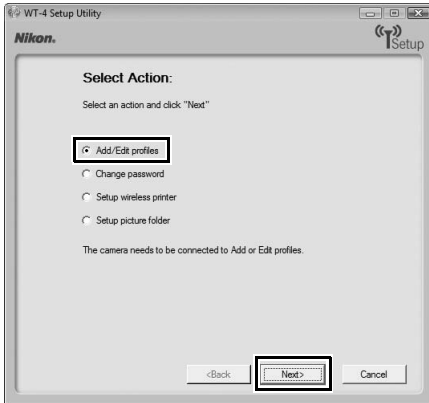 WT-4 Setup Utility
Nikon.
Setup
Select Action:
Select an action and click "Next"
Add/Edit profiles
Change password
Setup wireless printer
Setup picture folder
The camera needs to be connected to Add or Edit profiles.
<Back
Next>
Cancel